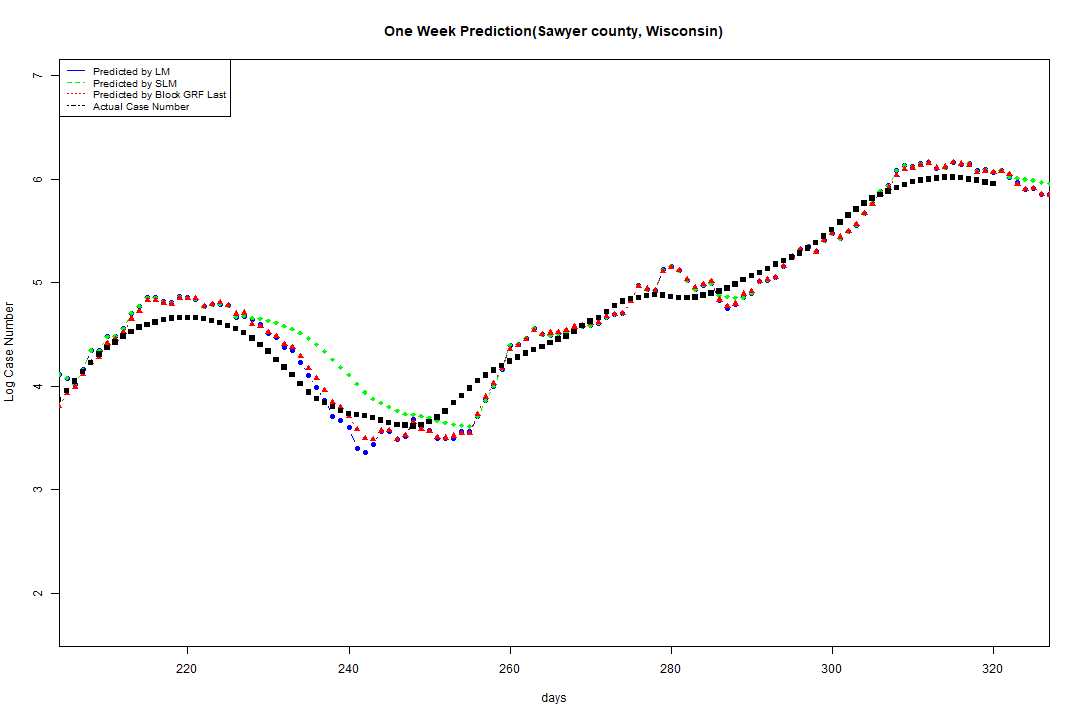 One Week Prediction(Sawyer county, Wisconsin)
Predicted by LM
Predicted by SLM
Predicted by Block GRF Last
Actual Case Number
7
6
5
4
3
2
Log Case Number
220 240 260 280 300 320
days